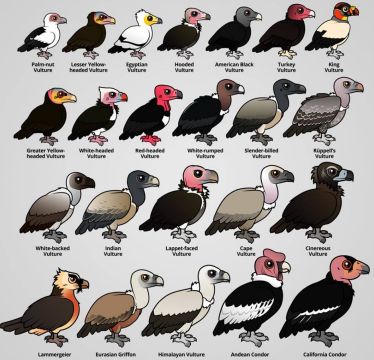 Palm-nut Lesser Yellow- Egyptian Hooded American Black Turkey King
Vulture headed Vulture Vulture Vulture Vulture Vulture Vulture
Greater Yellow- White-headed Red-headed White-rumped Slender-billed Rüppell's
headed Vulture Vulture Vulture Vulture Vulture Vulture
White-backed Indian Lappet-faced Cape Cinereous
Vulture Vulture Vulture Vulture Vulture
Lammergeier Eurasian Griffon Himalayan Vulture Andean Condor California Condor